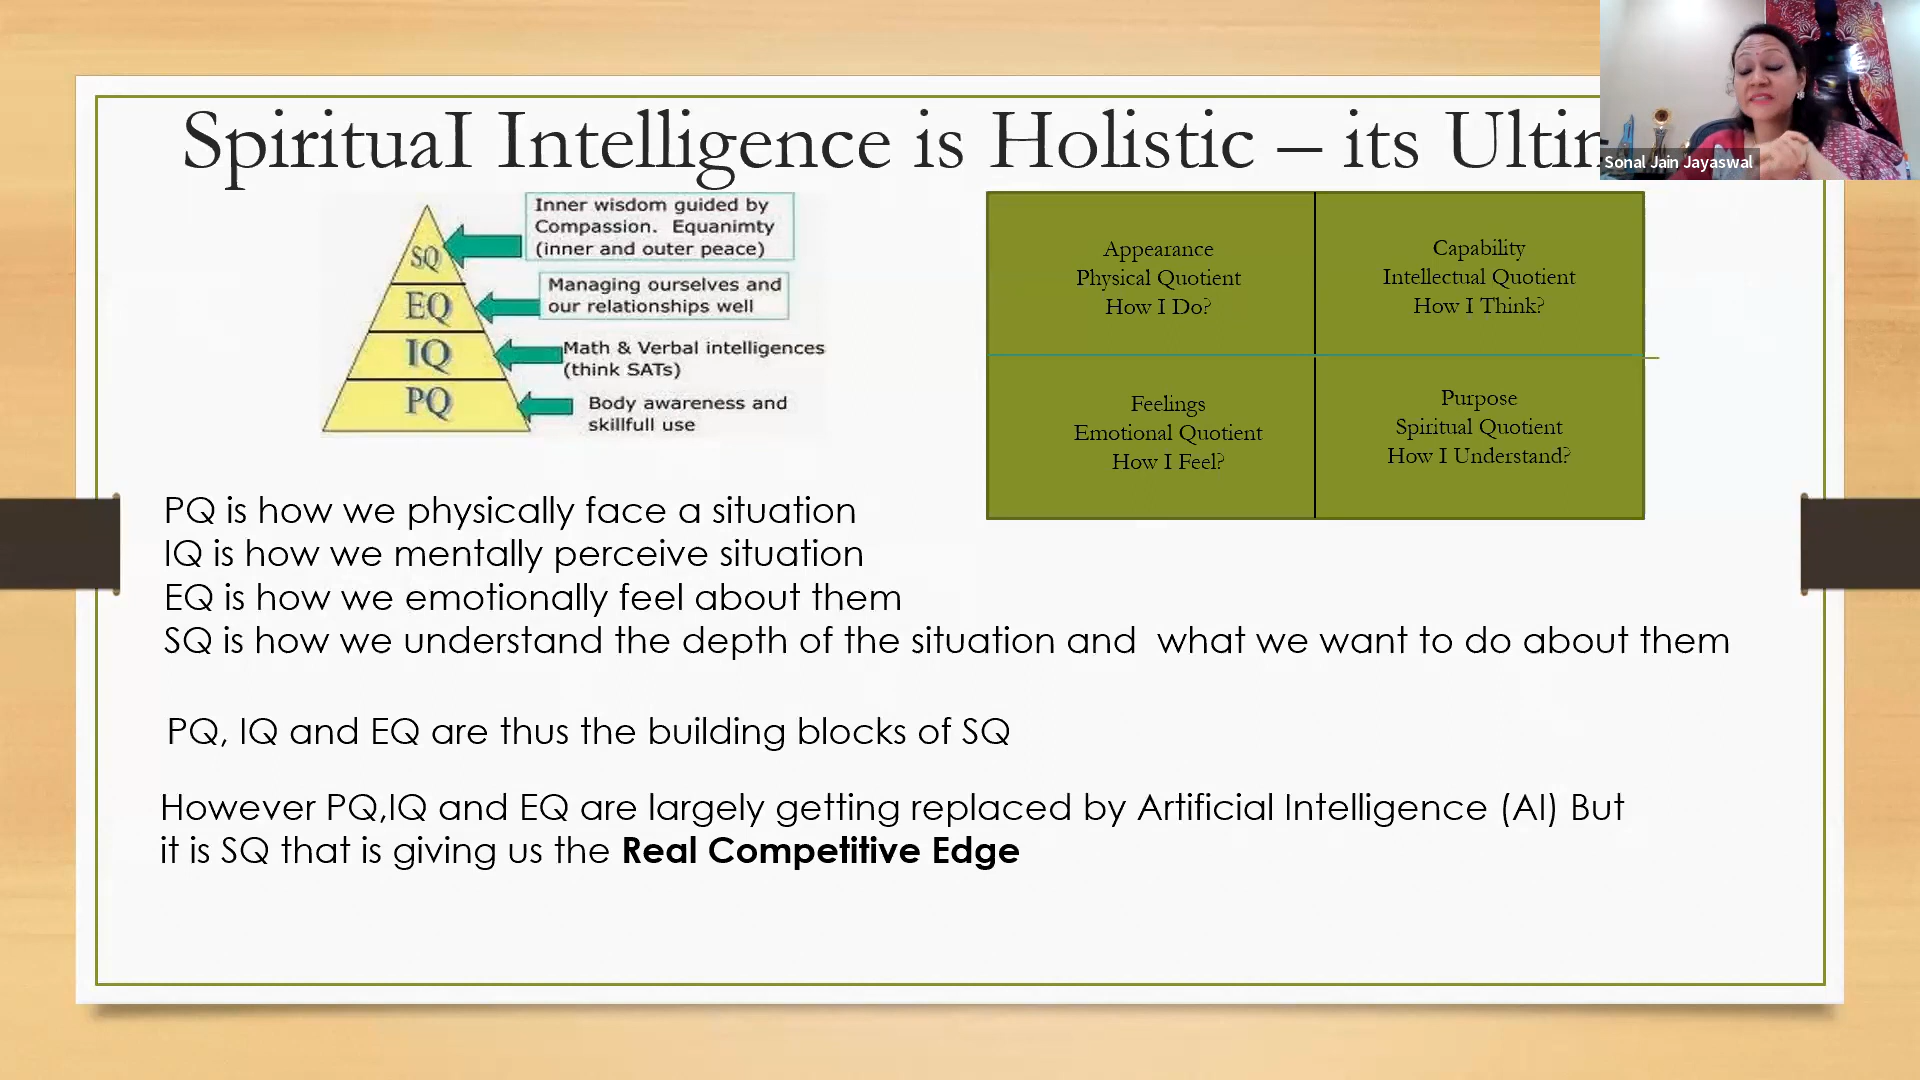 Spiritual Intelligence is Holistic – its Ultim
Sonal Jain Jayaswal
SQ
EQ
IQ
PQ
Inner wisdom guided by
Compassion. Equanimty
(inner and outer peace)
Managing ourselves and
our relationships well
Math & Verbal intelligences
(think SATs)
Body awareness and
skillfull use
Appearance
Physical Quotient
How I Do?
Capability
Intellectual Quotient
How I Think?
Feelings
Emotional Quotient
How I Feel?
Purpose
Spiritual Quotient
How I Understand?
PQ is how we physically face a situation
IQ is how we mentally perceive situation
EQ is how we emotionally feel about them
SQ is how we understand the depth of the situation and what we want to do about them
PQ, IQ and EQ are thus the building blocks of SQ
However PQ,IQ and EQ are largely getting replaced by Artificial Intelligence (AI) But
it is SQ that is giving us the Real Competitive Edge